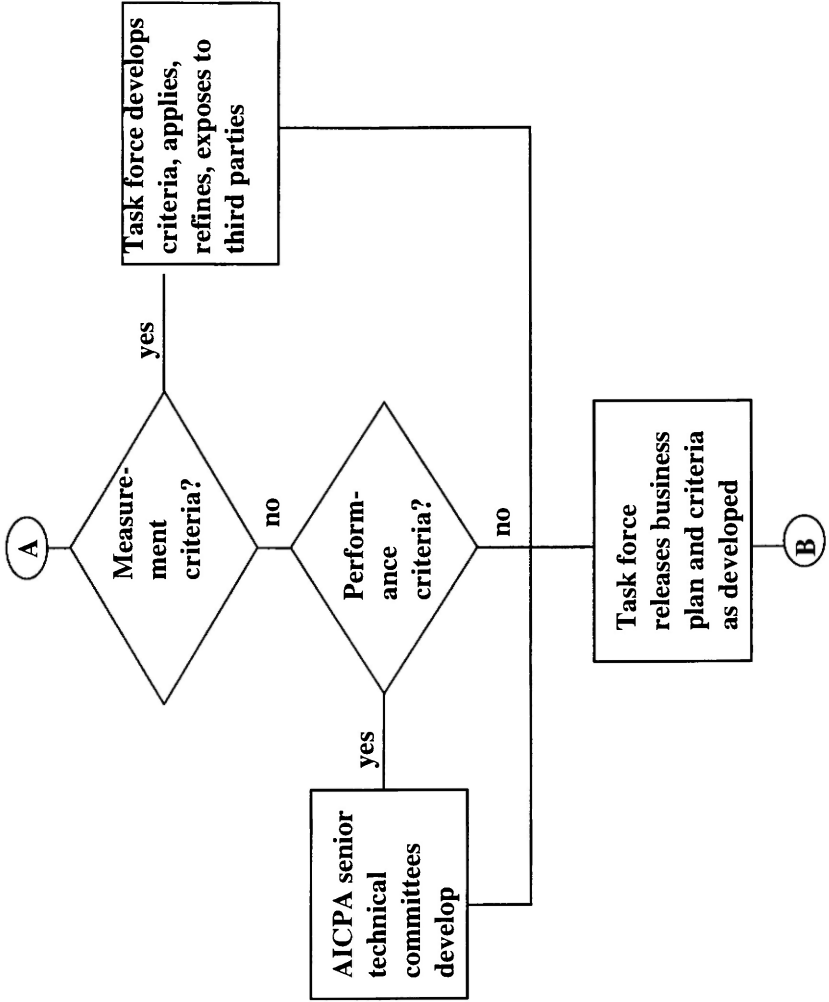 A
Measure-
ment
criteria?
yes
Task force develops
criteria, applies,
refines, exposes to
third parties
no
Perform-
ance
criteria?
yes
AICPA senior
technical
committees
develop
no
Task force
releases business
plan and criteria
as developed
B